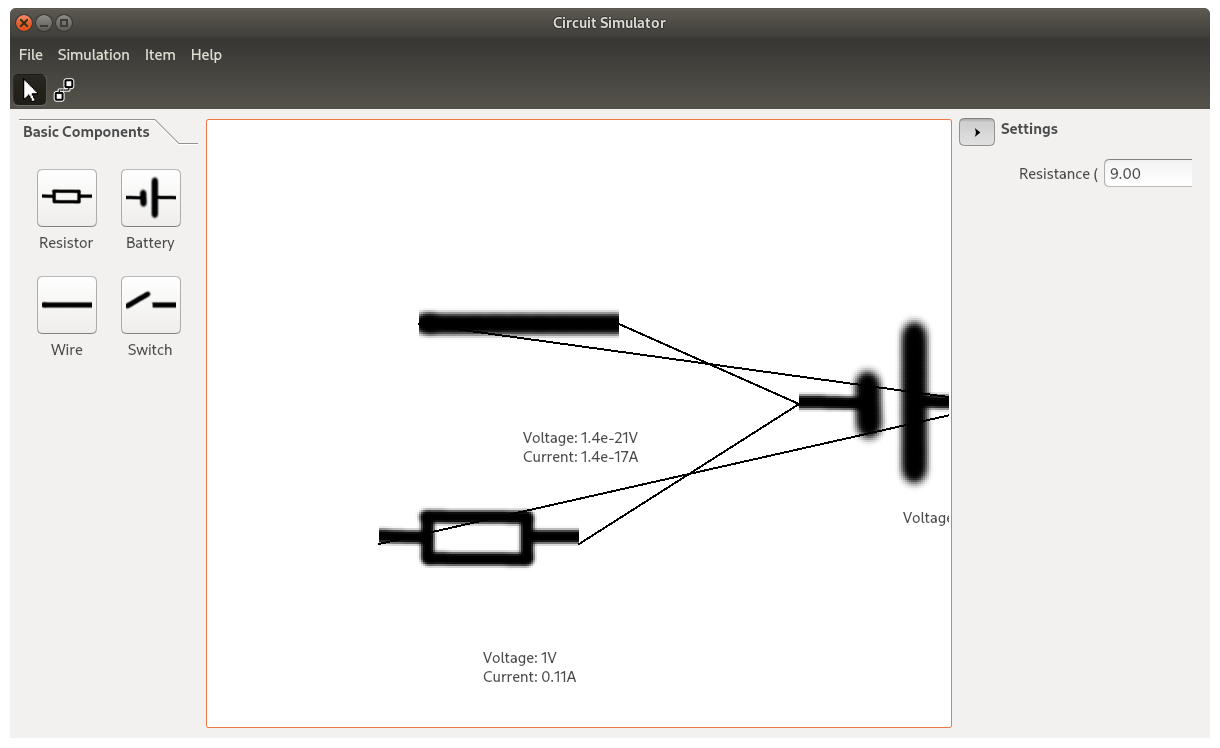 Circuit Simulator
File Simulation Item Help
Basic Components
Resistor Battery
Wire Switch
Settings
Resistance ( 9.00
Voltage: 1.4e-21V
Current: 1.4e-17A
Voltage
Voltage: 1V
Current: 0.11A